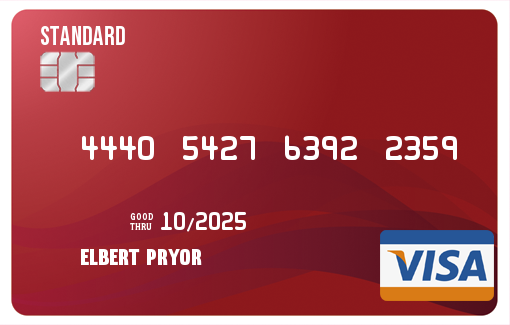 STANDARD
4440 5427 6392 2359
GOOD THRU 10/2025
ELBERT PRYOR
VISA